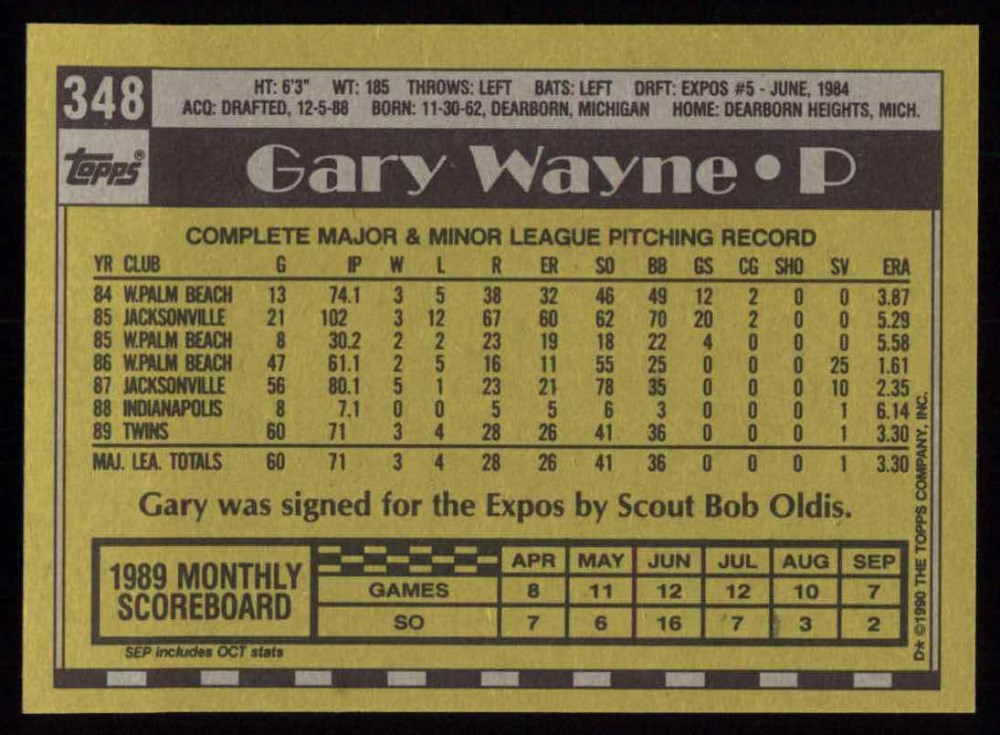 348
HT: 6'3" WT: 185 THROWS: LEFT BATS: LEFT DRFT: EXPOS #5 - JUNE, 1984
ACQ: DRAFTED, 12-5-88 BORN: 11-30-62, DEARBORN, MICHIGAN HOME: DEARBORN HEIGHTS, MICH.
topps® Gary Wayne • P
COMPLETE MAJOR & MINOR LEAGUE PITCHING RECORD
YR CLUB G IP W L R ER SO BB GS CG SHO SV ERA
84 W.PALM BEACH 13 74.1 3 5 38 32 46 49 12 2 0 0 3.87
85 JACKSONVILLE 21 102 3 12 67 60 62 70 20 2 0 0 5.29
85 W.PALM BEACH 8 30.2 2 2 23 19 18 22 4 0 0 0 5.58
86 W.PALM BEACH 47 61.1 2 5 16 11 55 25 0 0 0 25 1.61
87 JACKSONVILLE 56 80.1 5 1 23 21 78 35 0 0 0 10 2.35
88 INDIANAPOLIS 8 7.1 0 0 5 5 6 3 0 0 0 1 6.14
89 TWINS 60 71 3 4 28 26 41 36 0 0 0 1 3.30
MAJ. LEA. TOTALS 60 71 3 4 28 26 41 36 0 0 0 1 3.30
Gary was signed for the Expos by Scout Bob Oldis.
1989 MONTHLY
SCOREBOARD
APR MAY JUN JUL AUG SEP
GAMES 8 11 12 12 10 7
SO 7 6 16 7 3 2
SEP includes OCT stats
D* ©1990 THE TOPPS COMPANY, INC.